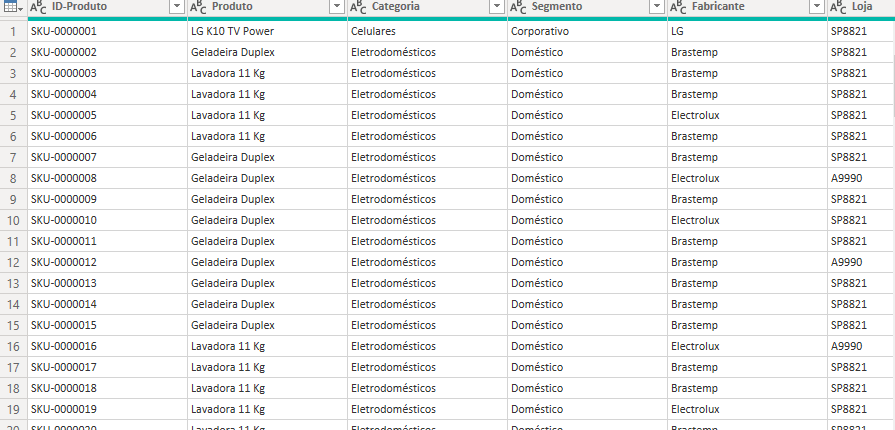 ABC ID-Produto ABC Produto ABC Categoria ABC Segmento ABC Fabricante ABC Loja
1 SKU-0000001 LG K10 TV Power Celulares Corporativo LG SP8821
2 SKU-0000002 Geladeira Duplex Eletrodomésticos Doméstico Brastemp SP8821
3 SKU-0000003 Lavadora 11 Kg Eletrodomésticos Doméstico Brastemp SP8821
4 SKU-0000004 Lavadora 11 Kg Eletrodomésticos Doméstico Brastemp SP8821
5 SKU-0000005 Lavadora 11 Kg Eletrodomésticos Doméstico Electrolux SP8821
6 SKU-0000006 Lavadora 11 Kg Eletrodomésticos Doméstico Brastemp SP8821
7 SKU-0000007 Geladeira Duplex Eletrodomésticos Doméstico Brastemp SP8821
8 SKU-0000008 Geladeira Duplex Eletrodomésticos Doméstico Electrolux A9990
9 SKU-0000009 Geladeira Duplex Eletrodomésticos Doméstico Brastemp SP8821
10 SKU-0000010 Geladeira Duplex Eletrodomésticos Doméstico Electrolux SP8821
11 SKU-0000011 Geladeira Duplex Eletrodomésticos Doméstico Brastemp SP8821
12 SKU-0000012 Geladeira Duplex Eletrodomésticos Doméstico Brastemp A9990
13 SKU-0000013 Geladeira Duplex Eletrodomésticos Doméstico Brastemp SP8821
14 SKU-0000014 Geladeira Duplex Eletrodomésticos Doméstico Brastemp SP8821
15 SKU-0000015 Geladeira Duplex Eletrodomésticos Doméstico Brastemp SP8821
16 SKU-0000016 Lavadora 11 Kg Eletrodomésticos Doméstico Electrolux A9990
17 SKU-0000017 Lavadora 11 Kg Eletrodomésticos Doméstico Brastemp SP8821
18 SKU-0000018 Lavadora 11 Kg Eletrodomésticos Doméstico Brastemp SP8821
19 SKU-0000019 Lavadora 11 Kg Eletrodomésticos Doméstico Electrolux SP8821
20 SKU-0000020 Lavadora 11 Kg Eletrodomésticos Doméstico Brastemp SP8821